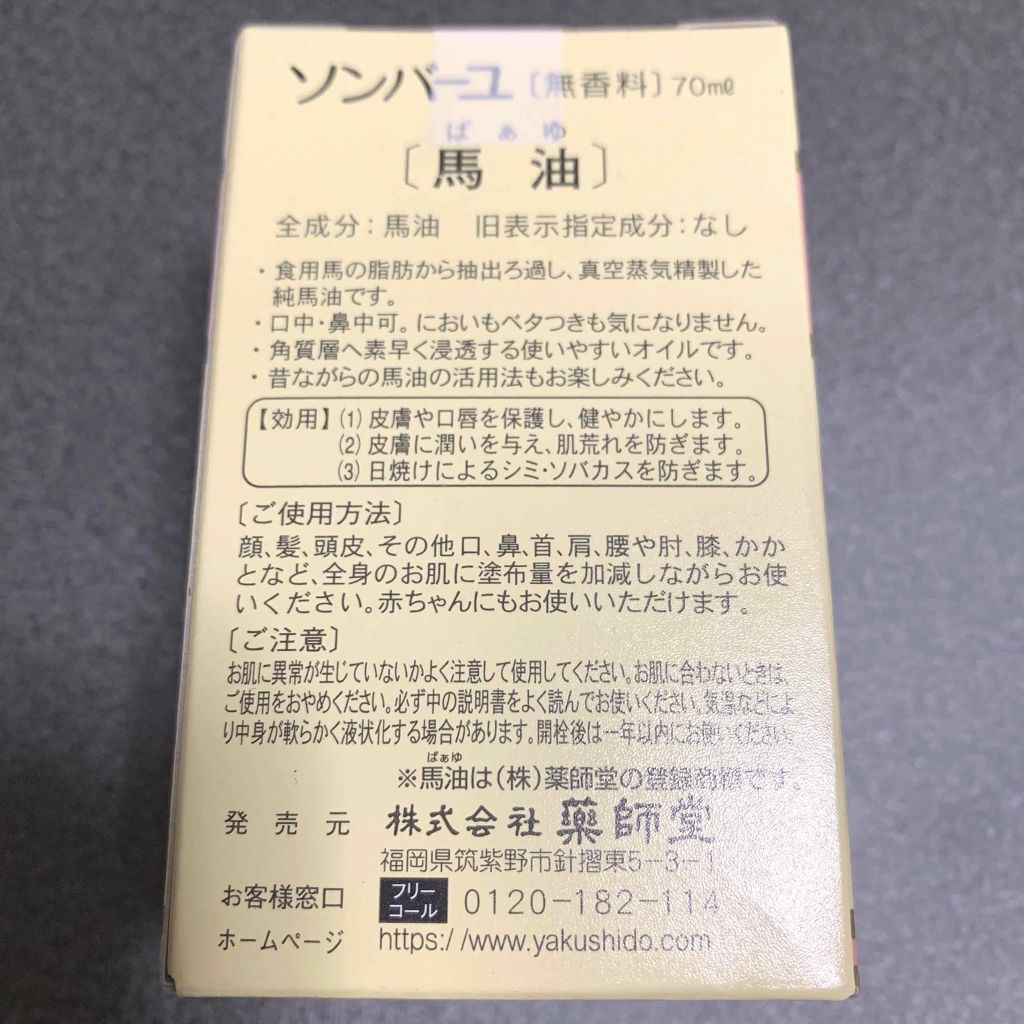 ソンバーユ〔無香料〕70mℓ
ばぁゆ
〔馬 油〕
全成分：馬油 旧表示指定成分：なし
・食用馬の脂肪から抽出ろ過し、真空蒸気精製した
純馬油です。
・口中・鼻中可。においもベタつきも気になりません。
・角質層へ素早く浸透する使いやすいオイルです。
・昔ながらの馬油の活用法もお楽しみください。
【効用】(1) 皮膚や口唇を保護し、健やかにします。
(2) 皮膚に潤いを与え、肌荒れを防ぎます。
(3) 日焼けによるシミ・ソバカスを防ぎます。
〔ご使用方法〕
顔、髪、頭皮、その他口、鼻、首、肩、腰や肘、膝、かか
となど、全身のお肌に塗布量を加減しながらお使
いください。赤ちゃんにもお使いいただけます。
〔ご注意〕
お肌に異常が生じていないかよく注意して使用してください。お肌に合わないときは、
ご使用をおやめください。必ず中の説明書をよく読んでお使いください。気温などによ
り中身が軟らかく液状化する場合があります。開栓後は一年以内にお使いください。
ばぁゆ
※馬油は（株）薬師堂の登録商標です。
発売元 株式会社 薬師堂
福岡県筑紫野市針摺東5－3－1
お客様窓口 フリーコール 0120－182－114
ホームページ https://www.yakushido.com